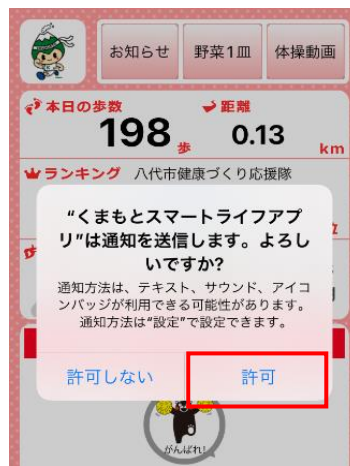 お知らせ
野菜1皿
体操動画
本日の歩数
距離
198 歩
0.13 km
ランキング 八代市健康づくり応援隊
“くまもとスマートライフアプ
リ”は通知を送信します。よろし
いですか?
通知方法は、テキスト、サウンド、アイコ
ンバッジが利用できる可能性があります。
通知方法は“設定”で設定できます。
許可しない
許可
がんばれ!